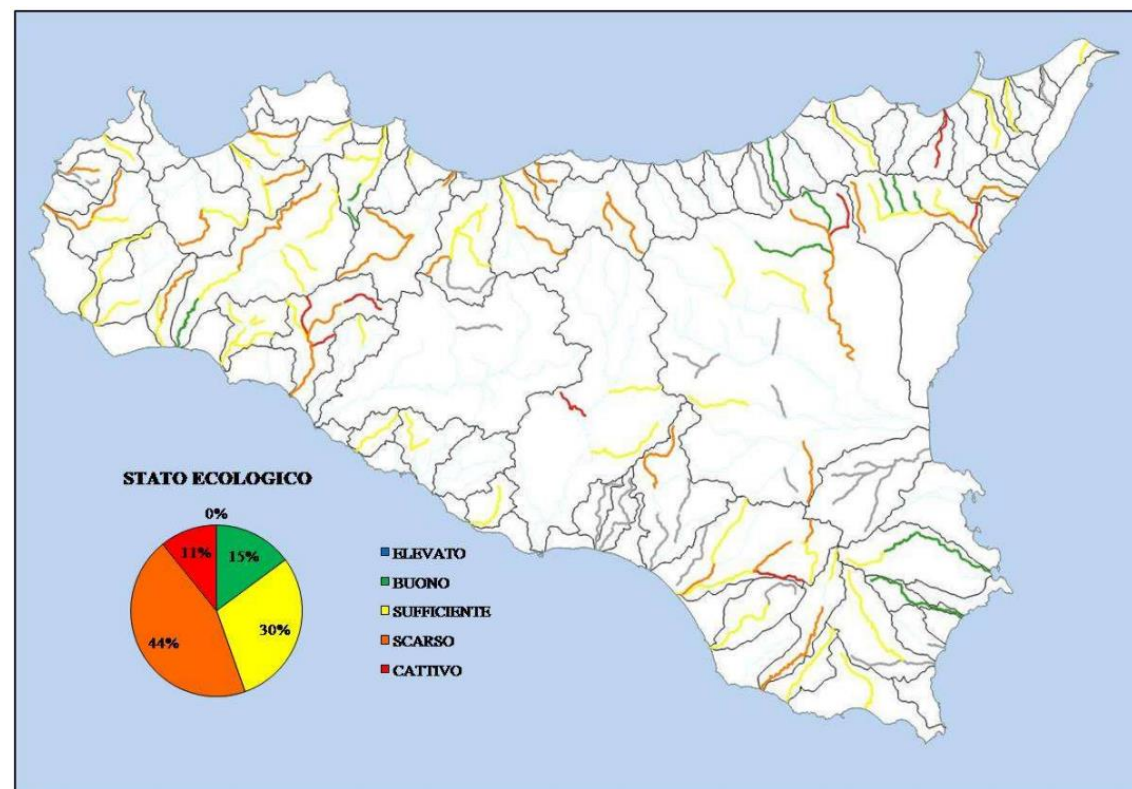 STATO ECOLOGICO
0%
11%
15%
44%
30%
ELEVATO
BUONO
SUFFICIENTE
SCARSO
CATTIVO